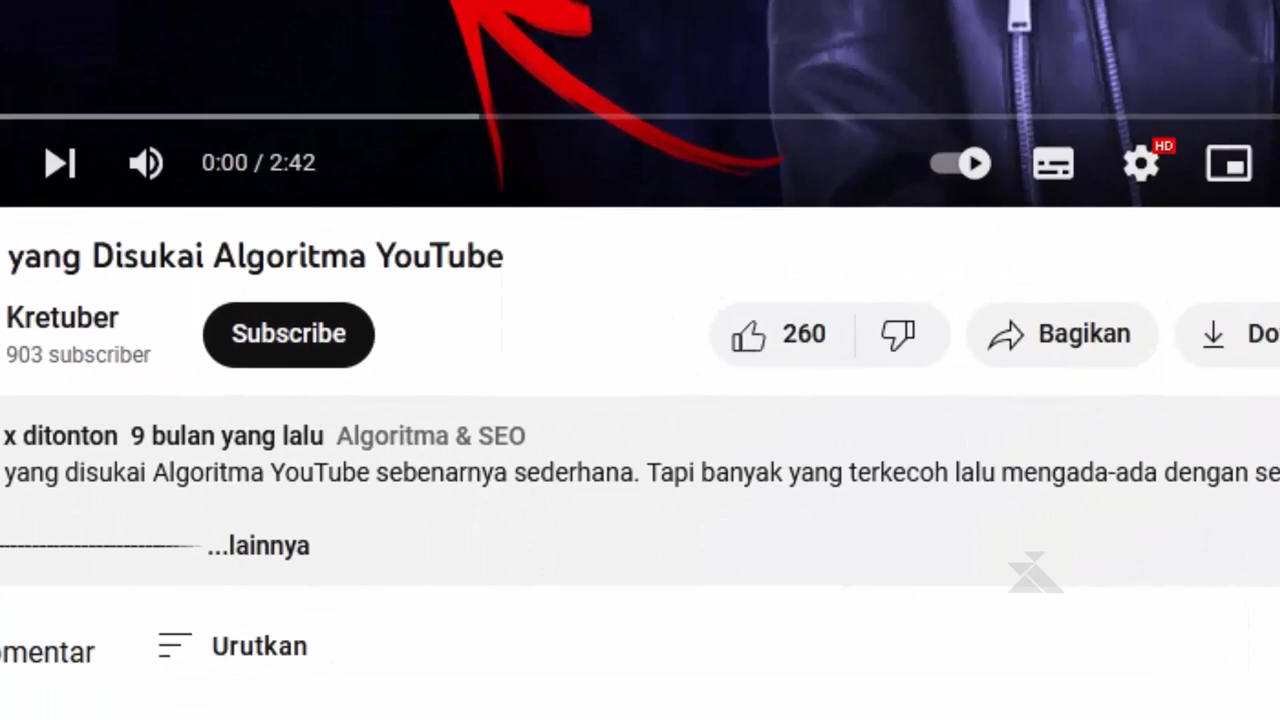 0:00 / 2:42
HD
yang Disukai Algoritma YouTube
Kretuber
903 subscriber
Subscribe
260
Bagikan
Do
x ditonton 9 bulan yang lalu Algoritma & SEO
yang disukai Algoritma YouTube sebenarnya sederhana. Tapi banyak yang terkecoh lalu mengada-ada dengan se
...lainnya
omentar
Urutkan